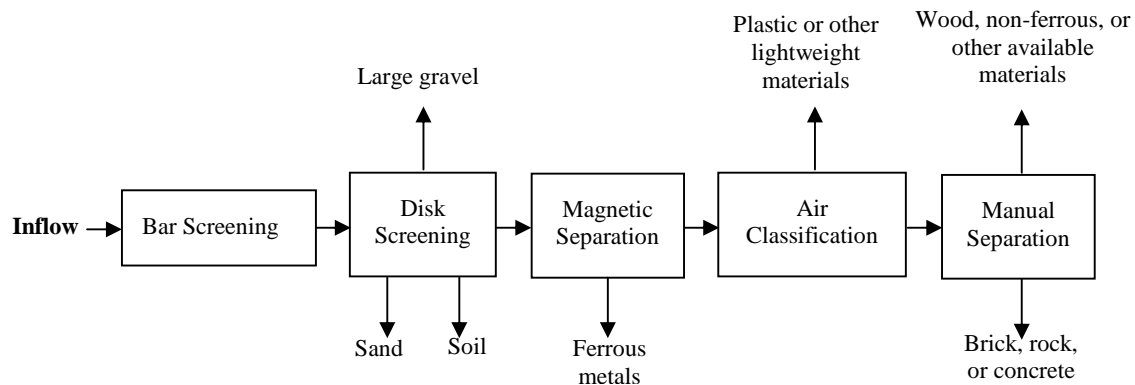 Plastic or other
lightweight
materials
Wood, non-ferrous, or
other available
materials
Large gravel
Inflow
Bar Screening
Disk
Screening
Magnetic
Separation
Air
Classification
Manual
Separation
Sand
Soil
Ferrous
metals
Brick, rock,
or concrete